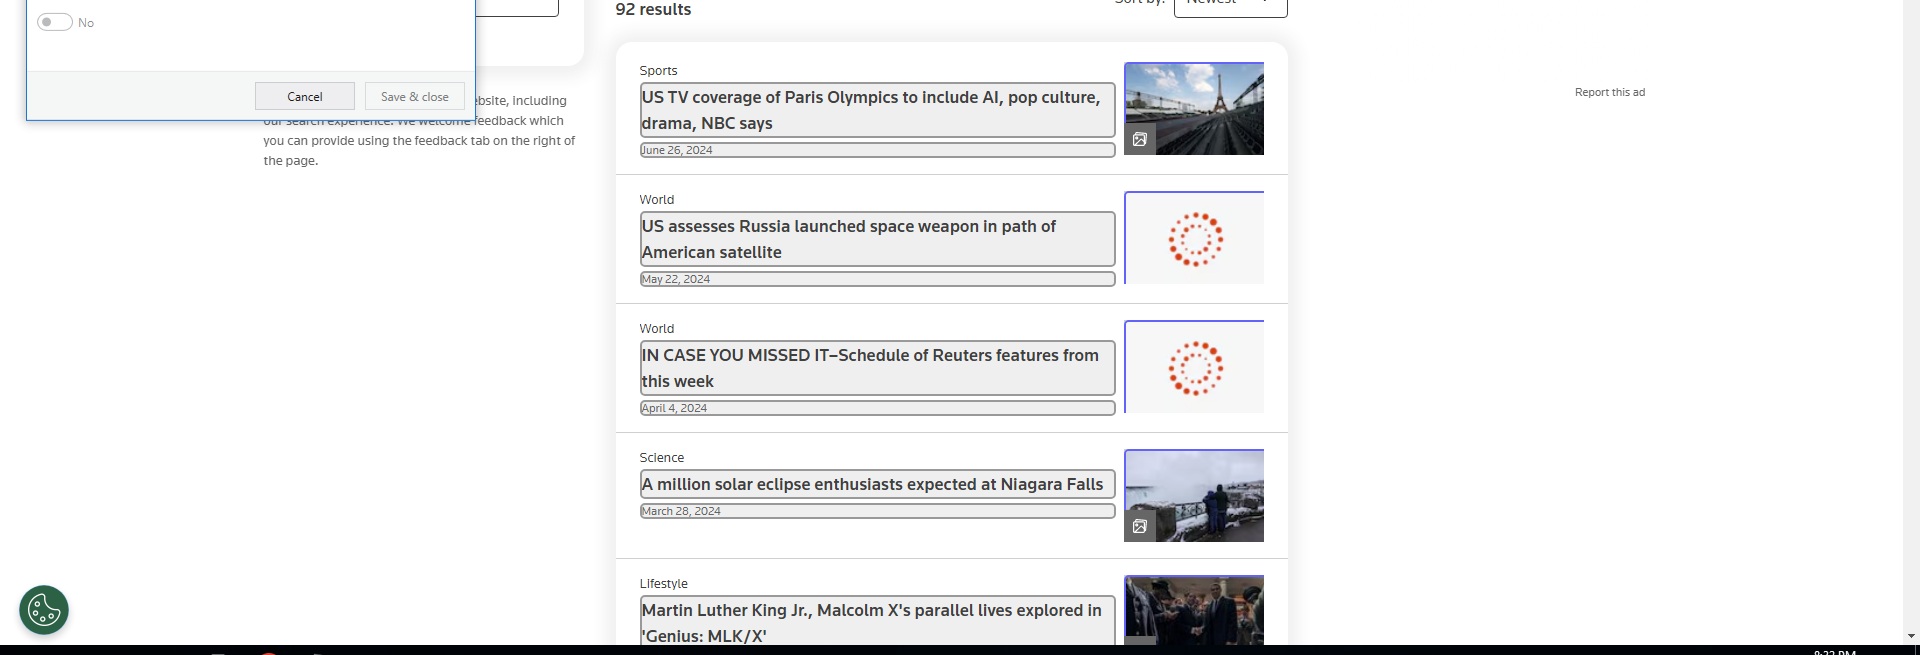 No
Cancel
Save & close
ebsite, including
our search experience. We welcome feedback which
you can provide using the feedback tab on the right of
the page.
92 results
Sort by:
Newest
Sports
US TV coverage of Paris Olympics to include AI, pop culture,
drama, NBC says
June 26, 2024
World
US assesses Russia launched space weapon in path of
American satellite
May 22, 2024
World
IN CASE YOU MISSED IT–Schedule of Reuters features from
this week
April 4, 2024
Science
A million solar eclipse enthusiasts expected at Niagara Falls
March 28, 2024
Lifestyle
Martin Luther King Jr., Malcolm X's parallel lives explored in
'Genius: MLK/X'
Report this ad